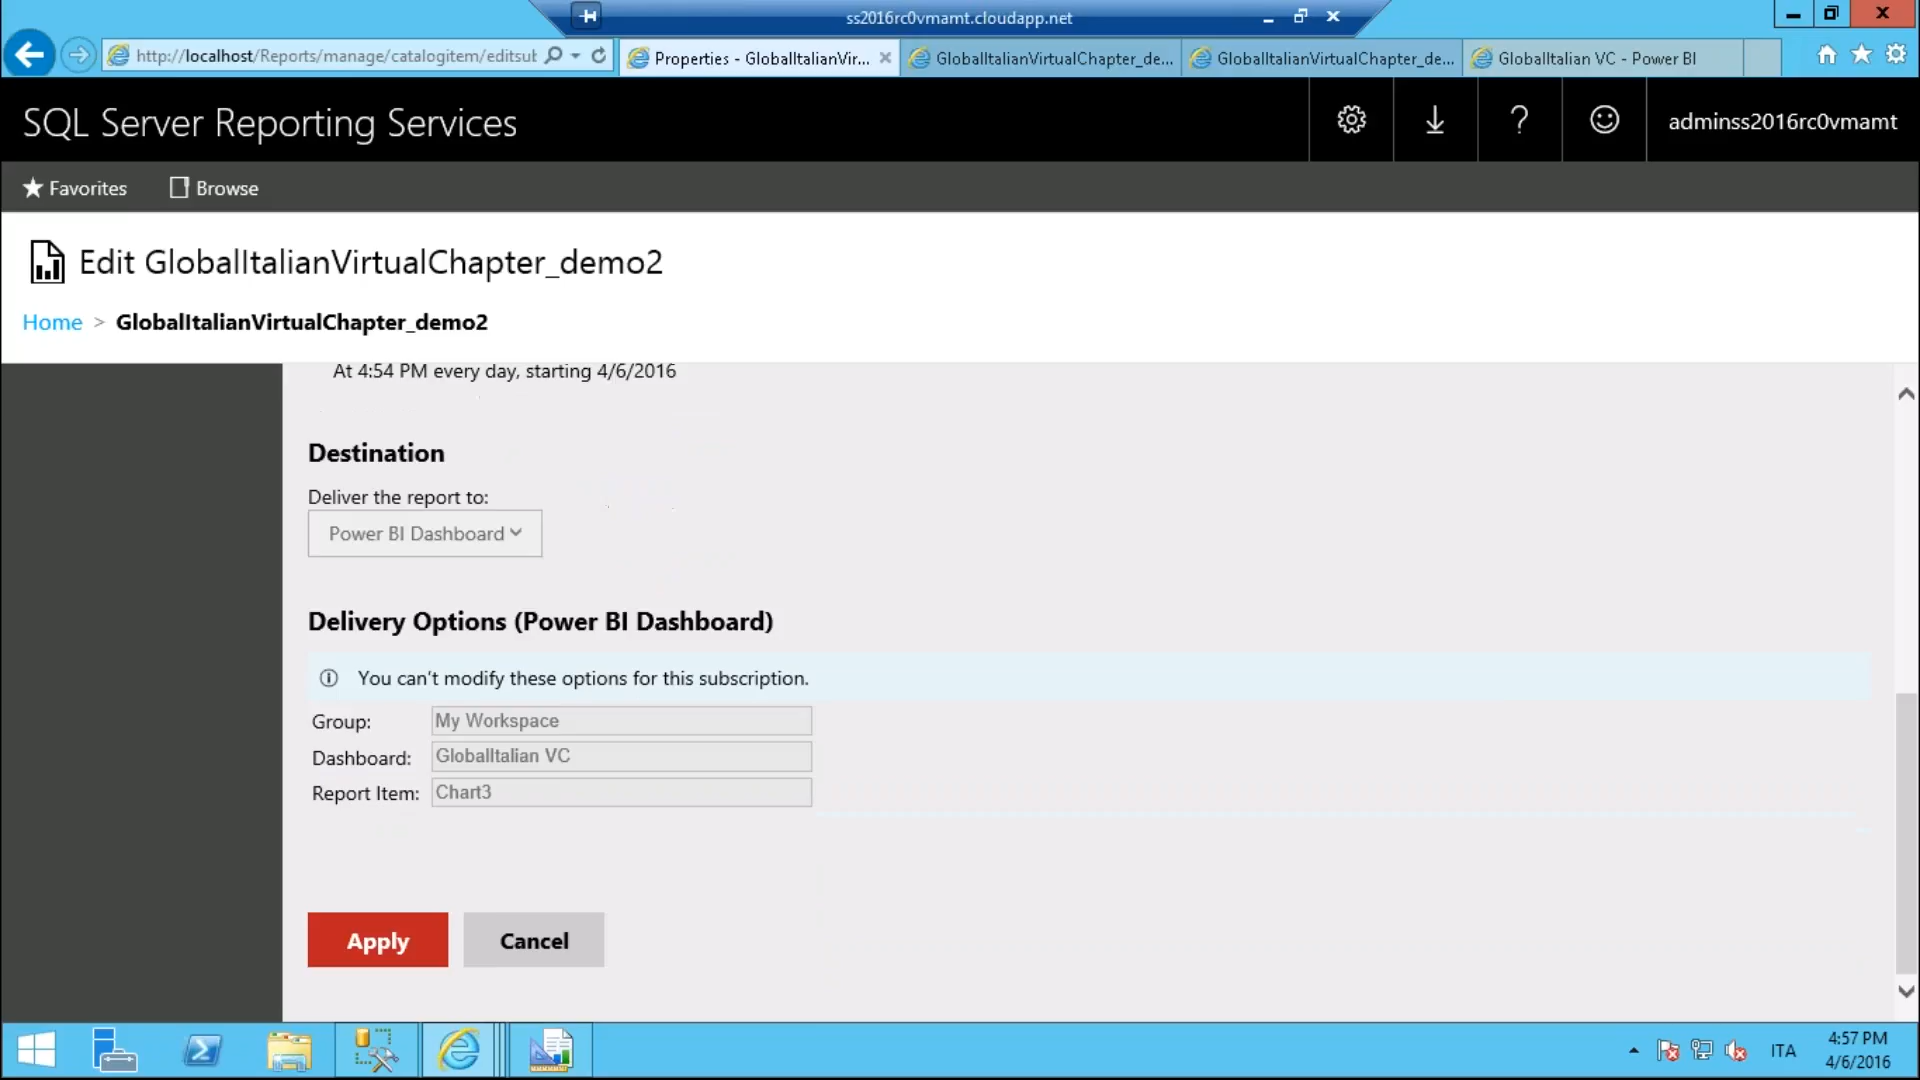 ss2016rc0vmamt.cloudapp.net
http://localhost/Reports/manage/catalogitem/editsub
Properties - GlobalItalianVir...
GlobalItalianVirtualChapter_de...
GlobalItalianVirtualChapter_de...
GlobalItalian VC - Power BI
SQL Server Reporting Services
?
adminss2016rc0vmamt
Favorites
Browse
Edit GlobalItalianVirtualChapter_demo2
Home > GlobalItalianVirtualChapter_demo2
At 4:54 PM every day, starting 4/6/2016
Destination
Deliver the report to:
Power BI Dashboard
Delivery Options (Power BI Dashboard)
You can't modify these options for this subscription.
Group: My Workspace
Dashboard: GlobalItalian VC
Report Item: Chart3
Apply
Cancel
ITA
4:57 PM
4/6/2016